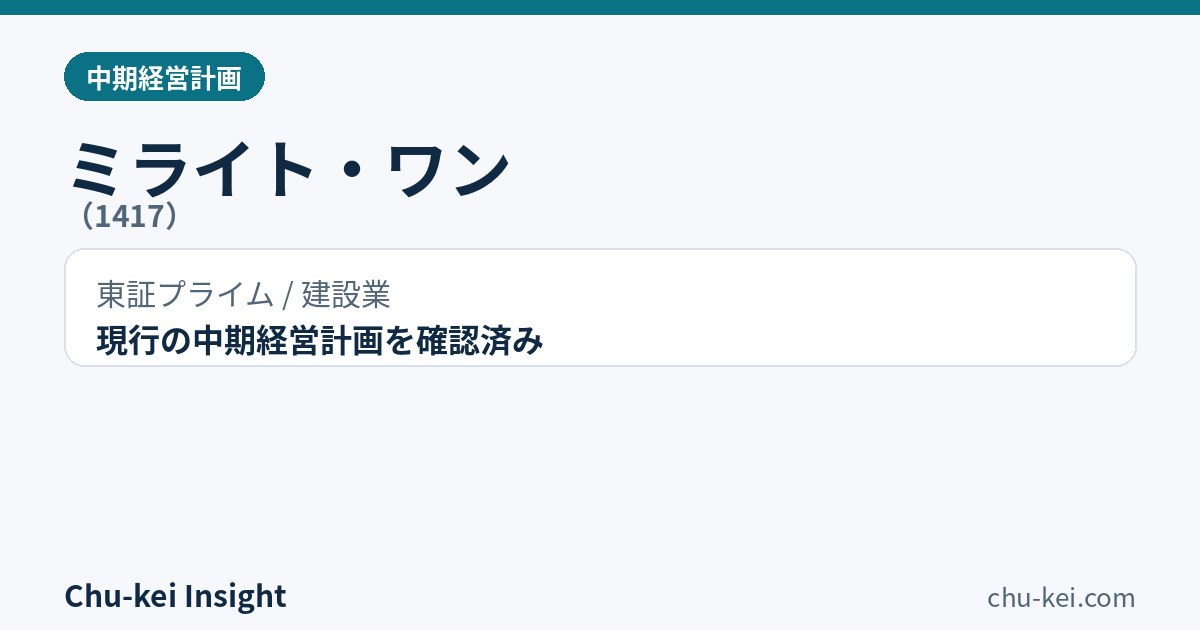 中期経営計画
ミライト・ワン
（1417）
東証プライム / 建設業
現行の中期経営計画を確認済み
Chu-kei Insight
chu-kei.com